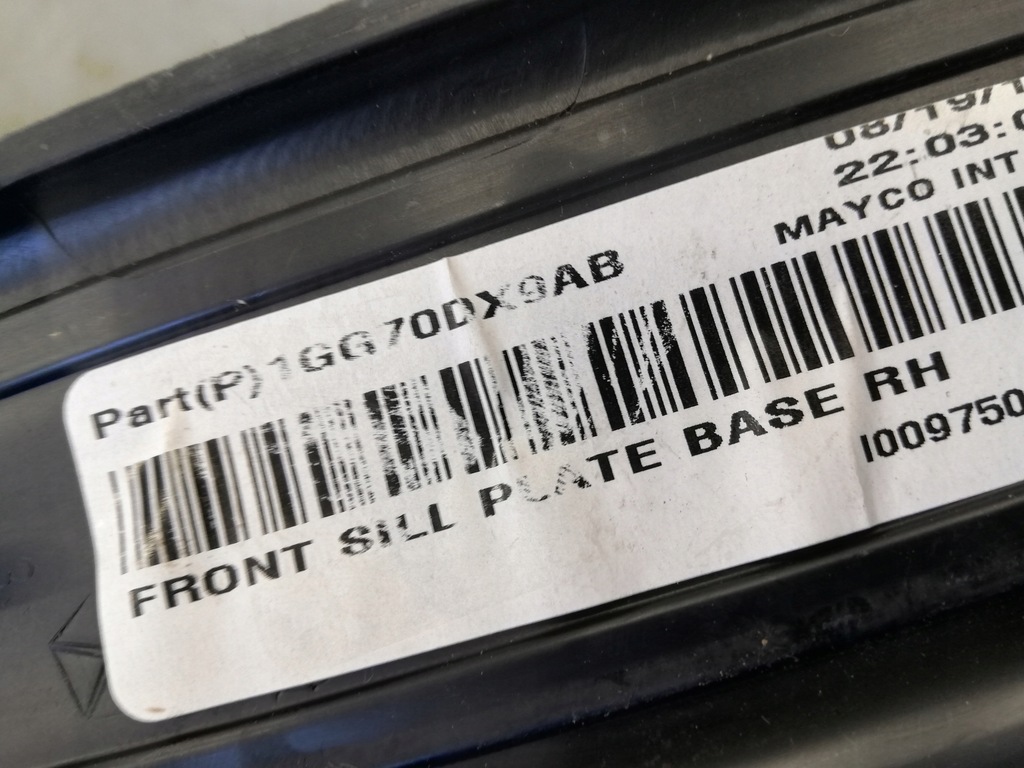 08/19/1
22:03:0
MAYCO INT
Part(P) 1GG70DX9AB
FRONT SILL PLATE BASE RH
I009750